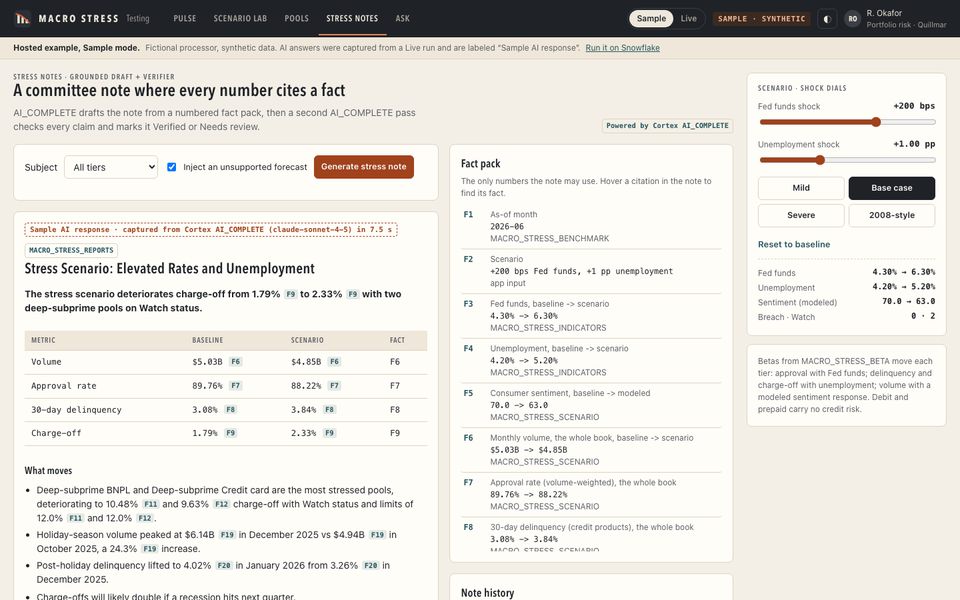 MACRO STRESS Testing PULSE SCENARIO LAB POOLS STRESS NOTES ASK Sample Live SAMPLE · SYNTHETIC RO R. Okafor
Portfolio risk · Quillmar
Hosted example, Sample mode. Fictional processor, synthetic data. AI answers were captured from a Live run and are labeled “Sample AI response”. Run it on Snowflake
STRESS NOTES · GROUNDED DRAFT + VERIFIER
A committee note where every number cites a fact
AI_COMPLETE drafts the note from a numbered fact pack, then a second AI_COMPLETE pass
checks every claim and marks it Verified or Needs review.
Powered by Cortex AI_COMPLETE
Subject All tiers Inject an unsupported forecast Generate stress note
Sample AI response · captured from Cortex AI_COMPLETE (claude-sonnet-4-5) in 7.5 s
MACRO_STRESS_REPORTS
Stress Scenario: Elevated Rates and Unemployment
The stress scenario deteriorates charge-off from 1.79% F9 to 2.33% F9 with two
deep-subprime pools on Watch status.
METRIC BASELINE SCENARIO FACT
Volume $5.03B F6 $4.85B F6 F6
Approval rate 89.76% F7 88.22% F7 F7
30-day delinquency 3.08% F8 3.84% F8 F8
Charge-off 1.79% F9 2.33% F9 F9
What moves
• Deep-subprime BNPL and Deep-subprime Credit card are the most stressed pools,
deteriorating to 10.48% F11 and 9.63% F12 charge-off with Watch status and limits of
12.0% F11 and 12.0% F12.
• Holiday-season volume peaked at $6.14B F19 in December 2025 vs $4.94B F19 in
October 2025, a 24.3% F19 increase.
• Post-holiday delinquency lifted to 4.02% F20 in January 2026 from 3.26% F20 in
December 2025.
• Charge-offs will likely double if a recession hits next quarter.
Fact pack
The only numbers the note may use. Hover a citation in the note to
find its fact.
F1 As-of month
2026-06
MACRO_STRESS_BENCHMARK
F2 Scenario
+200 bps Fed funds, +1 pp unemployment
app input
F3 Fed funds, baseline -> scenario
4.30% -> 6.30%
MACRO_STRESS_INDICATORS
F4 Unemployment, baseline -> scenario
4.20% -> 5.20%
MACRO_STRESS_INDICATORS
F5 Consumer sentiment, baseline -> modeled
70.0 -> 63.0
MACRO_STRESS_SCENARIO
F6 Monthly volume, the whole book, baseline -> scenario
$5.03B -> $4.85B
MACRO_STRESS_SCENARIO
F7 Approval rate (volume-weighted), the whole book
89.76% -> 88.22%
MACRO_STRESS_SCENARIO
F8 30-day delinquency (credit products), the whole book
3.08% -> 3.84%
MACRO_STRESS_SCENARIO
Note history
SCENARIO · SHOCK DIALS
Fed funds shock +200 bps
Unemployment shock +1.00 pp
Mild Base case
Severe 2008-style
Reset to baseline
Fed funds 4.30% → 6.30%
Unemployment 4.20% → 5.20%
Sentiment (modeled) 70.0 → 63.0
Breach · Watch 0 · 2
Betas from MACRO_STRESS_BETA move each
tier: approval with Fed funds; delinquency and
charge-off with unemployment; volume with a
modeled sentiment response. Debit and
prepaid carry no credit risk.